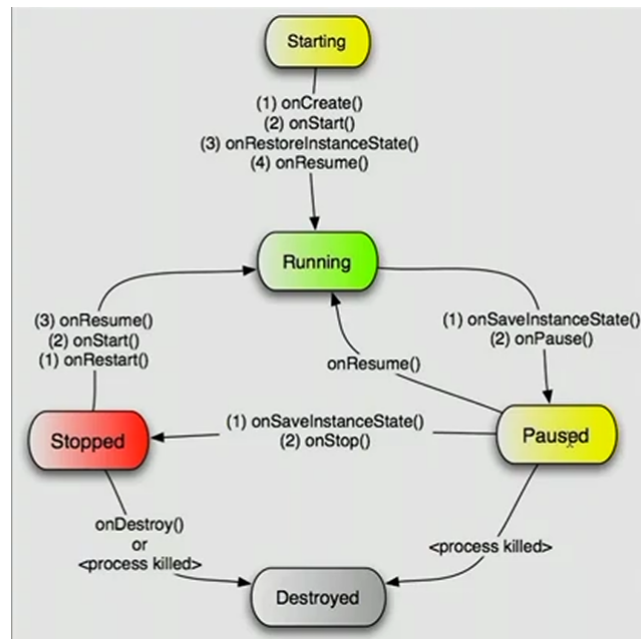 Starting
(1) onCreate()
(2) onStart()
(3) onRestoreInstanceState()
(4) onResume()
Running
(3) onResume()
(2) onStart()
(1) onRestart()
(1) onSaveInstanceState()
(2) onPause()
onResume()
Stopped
(1) onSaveInstanceState()
(2) onStop()
Paused
onDestroy()
or
<process killed>
<process killed>
Destroyed